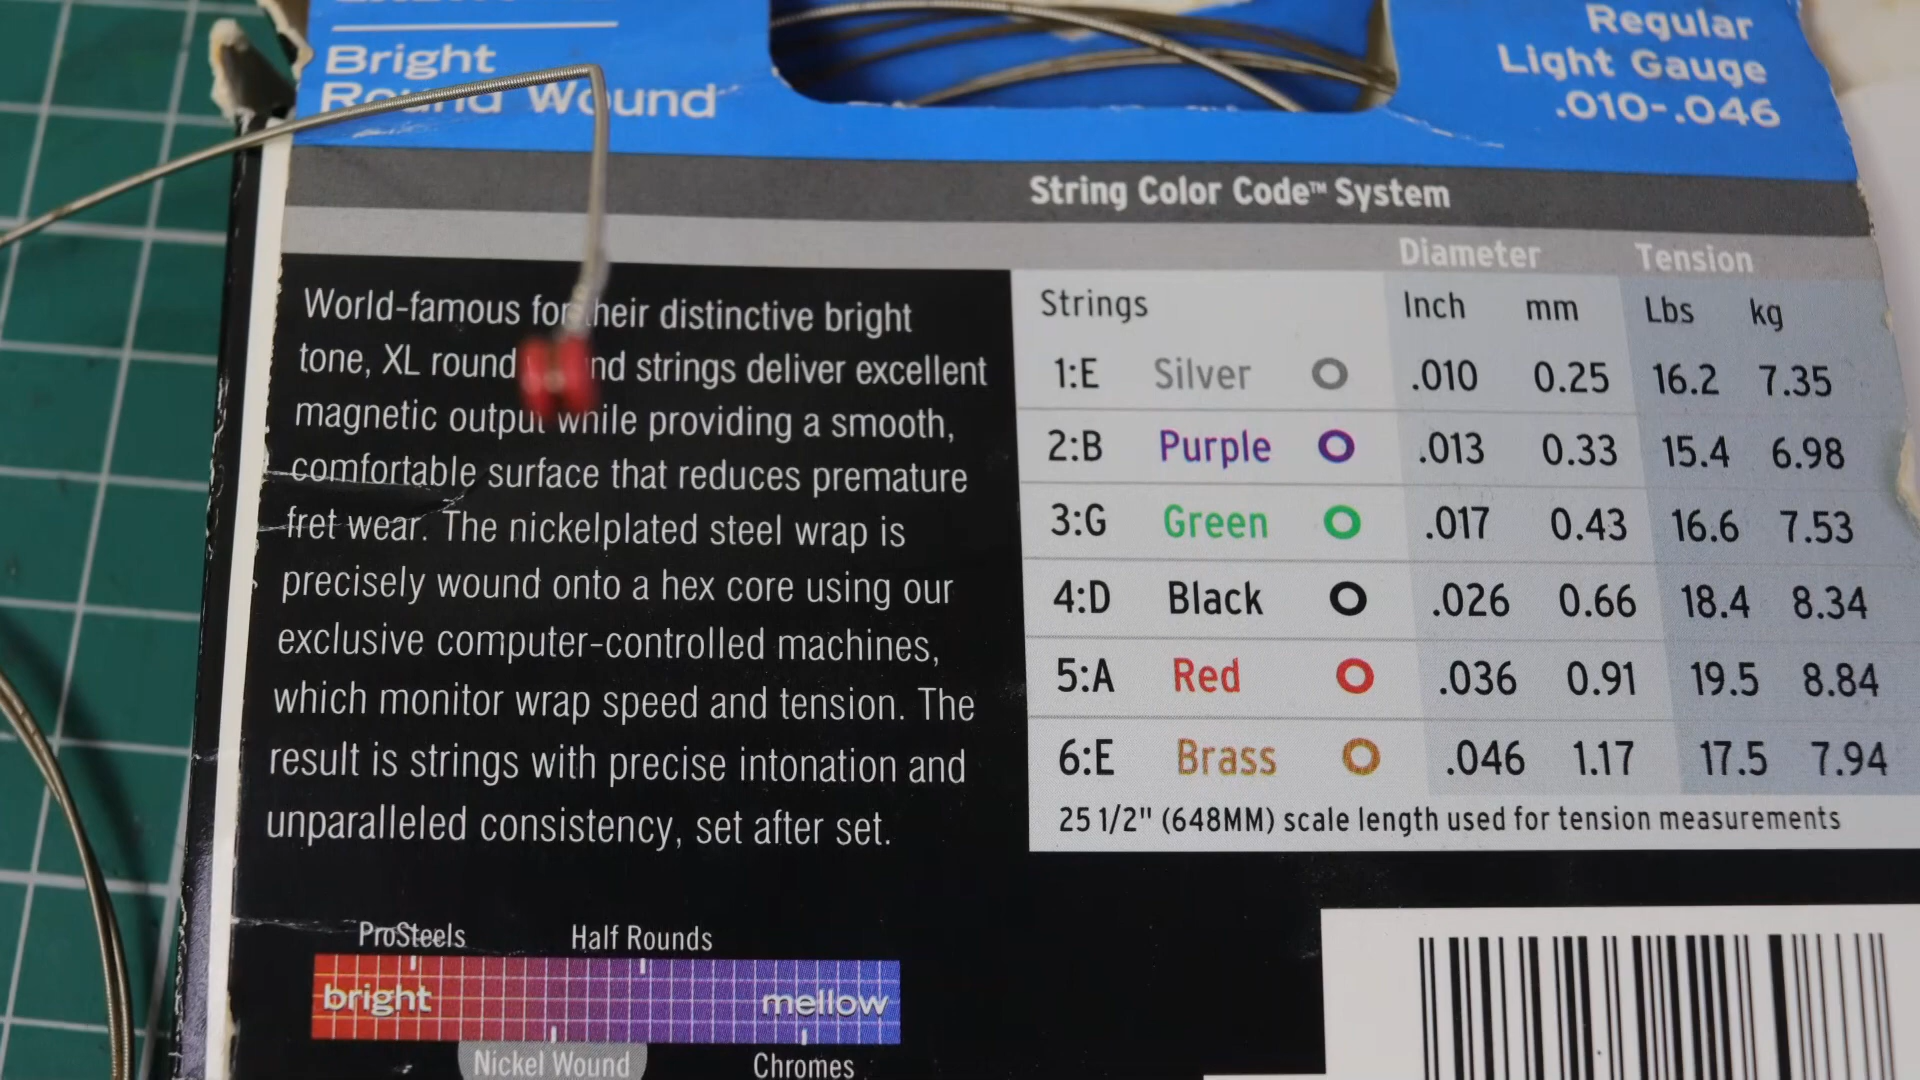 Bright
Round Wound
Regular
Light Gauge
.010-.046
String Color Code™ System
Diameter Tension
Strings Inch mm Lbs kg
1:E Silver .010 0.25 16.2 7.35
2:B Purple .013 0.33 15.4 6.98
3:G Green .017 0.43 16.6 7.53
4:D Black .026 0.66 18.4 8.34
5:A Red .036 0.91 19.5 8.84
6:E Brass .046 1.17 17.5 7.94
25 1/2" (648MM) scale length used for tension measurements
World-famous for their distinctive bright
tone, XL round wound strings deliver excellent
magnetic output while providing a smooth,
comfortable surface that reduces premature
fret wear. The nickelplated steel wrap is
precisely wound onto a hex core using our
exclusive computer-controlled machines,
which monitor wrap speed and tension. The
result is strings with precise intonation and
unparalleled consistency, set after set.
ProSteels Half Rounds
bright mellow
Nickel Wound Chromes